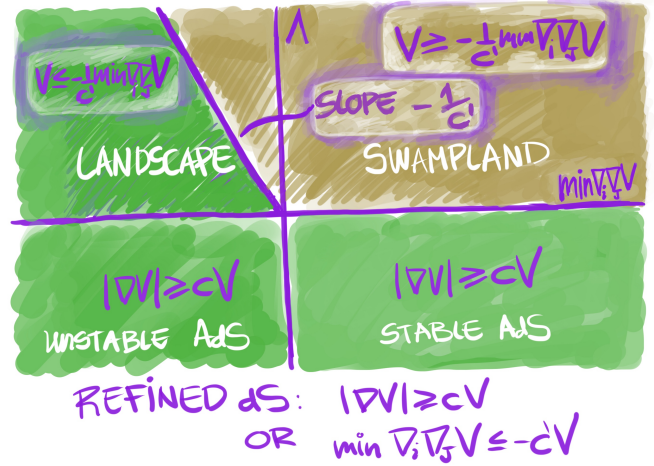 V ≤ -1/c' min ∇i∇jV
Λ
V ≥ -1/c' min ∇i∇jV
SLOPE - 1/c'
LANDSCAPE
SWAMPLAND
min∇i∇jV
|∇V| ≥ cV
UNSTABLE AdS
|∇V| ≥ cV
STABLE AdS
REFINED dS: |∇V| ≥ cV
OR min ∇i∇jV ≤ -c'V